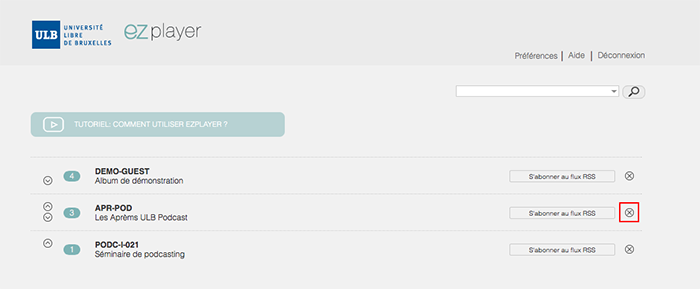 ULB UNIVERSITÉ
LIBRE
DE BRUXELLES
ezplayer
Préférences | Aide | Déconnexion
TUTORIEL: COMMENT UTILISER EZPLAYER ?
4 DEMO-GUEST
Album de démonstration
S'abonner au flux RSS
3 APR-POD
Les Aprèms ULB Podcast
S'abonner au flux RSS
1 PODC-I-021
Séminaire de podcasting
S'abonner au flux RSS